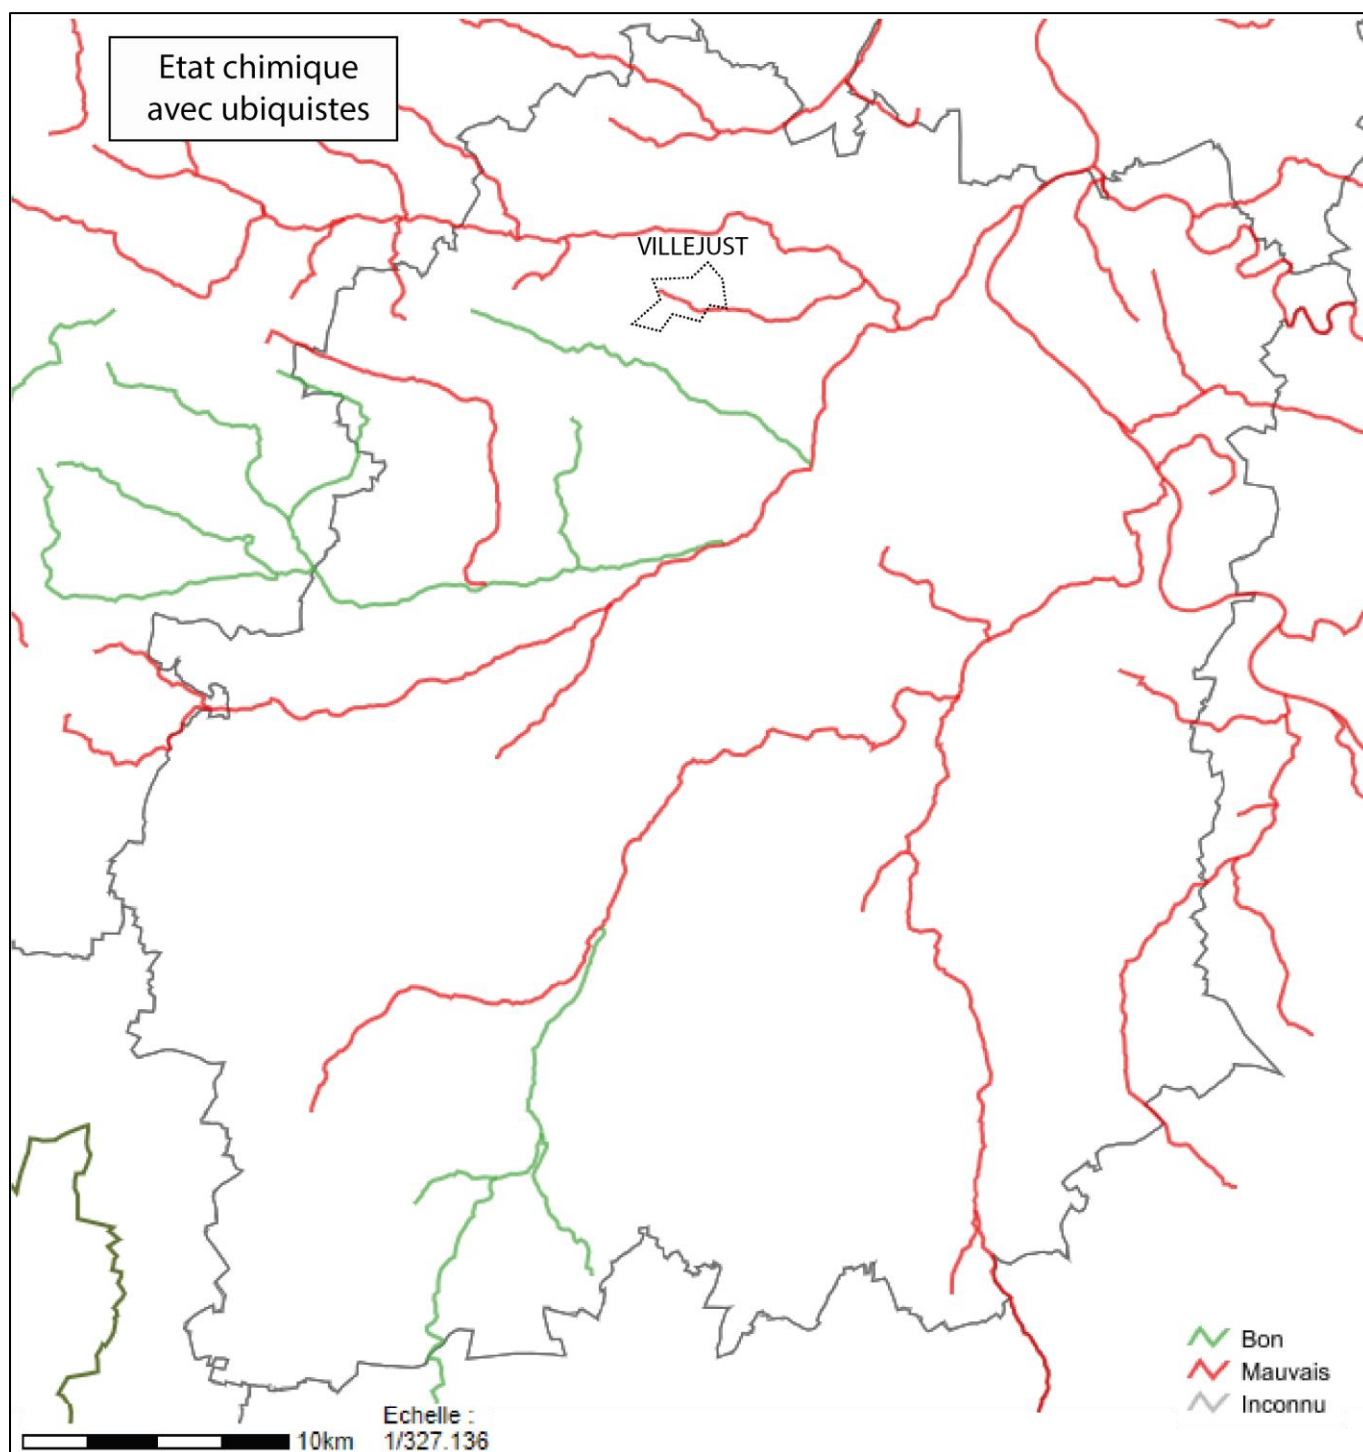 Etat chimique
avec ubiquistes
VILLEJUST
Bon
Mauvais
Inconnu
10km
Echelle :
1/327.136